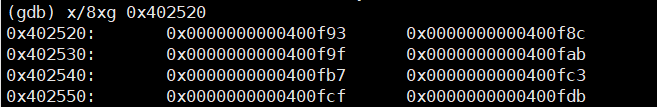 (gdb) x/8xg 0x402520
0x402520: 0x0000000000400f93 0x0000000000400f8c
0x402530: 0x0000000000400f9f 0x0000000000400fab
0x402540: 0x0000000000400fb7 0x0000000000400fc3
0x402550: 0x0000000000400fcf 0x0000000000400fdb